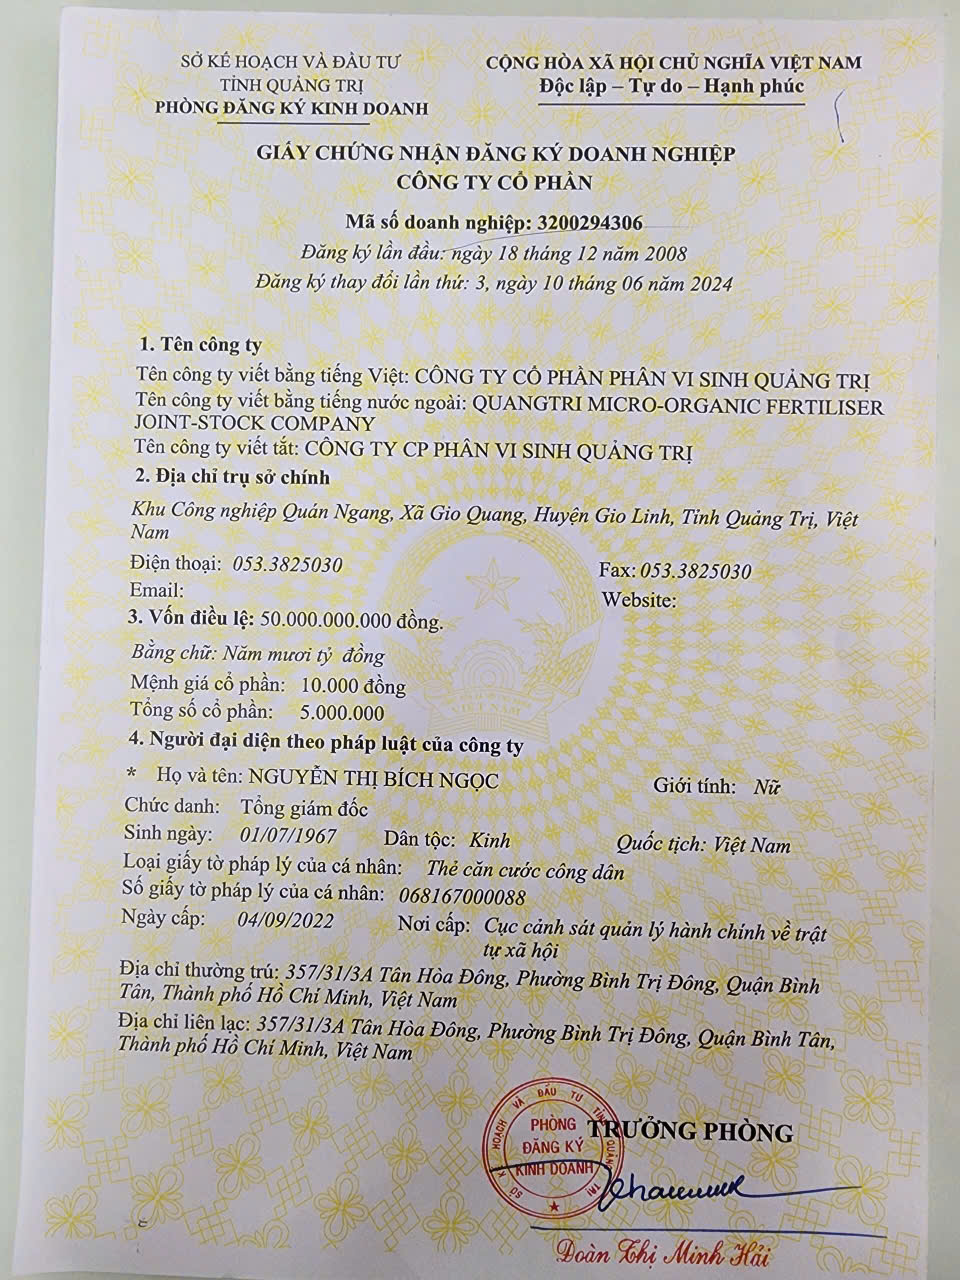 SỞ KẾ HOẠCH VÀ ĐẦU TƯ
TỈNH QUẢNG TRỊ
PHÒNG ĐĂNG KÝ KINH DOANH
CỘNG HÒA XÃ HỘI CHỦ NGHĨA VIỆT NAM
Độc lập – Tự do – Hạnh phúc
GIẤY CHỨNG NHẬN ĐĂNG KÝ DOANH NGHIỆP
CÔNG TY CỔ PHẦN
Mã số doanh nghiệp: 3200294306
Đăng ký lần đầu: ngày 18 tháng 12 năm 2008
Đăng ký thay đổi lần thứ: 3, ngày 10 tháng 06 năm 2024
1. Tên công ty
Tên công ty viết bằng tiếng Việt: CÔNG TY CỔ PHẦN PHÂN VI SINH QUẢNG TRỊ
Tên công ty viết bằng tiếng nước ngoài: QUANGTRI MICRO-ORGANIC FERTILISER
JOINT-STOCK COMPANY
Tên công ty viết tắt: CÔNG TY CP PHÂN VI SINH QUẢNG TRỊ
2. Địa chỉ trụ sở chính
Khu Công nghiệp Quán Ngang, Xã Gio Quang, Huyện Gio Linh, Tỉnh Quảng Trị, Việt
Nam
Điện thoại: 053.3825030 Fax: 053.3825030
Email: Website:
3. Vốn điều lệ: 50.000.000.000 đồng.
Bằng chữ: Năm mươi tỷ đồng
Mệnh giá cổ phần: 10.000 đồng
Tổng số cổ phần: 5.000.000
VIỆT NAM
4. Người đại diện theo pháp luật của công ty
* Họ và tên: NGUYỄN THỊ BÍCH NGỌC Giới tính: Nữ
Chức danh: Tổng giám đốc
Sinh ngày: 01/07/1967 Dân tộc: Kinh Quốc tịch: Việt Nam
Loại giấy tờ pháp lý của cá nhân: Thẻ căn cước công dân
Số giấy tờ pháp lý của cá nhân: 068167000088
Ngày cấp: 04/09/2022 Nơi cấp: Cục cảnh sát quản lý hành chính về trật
tự xã hội
Địa chỉ thường trú: 357/31/3A Tân Hòa Đông, Phường Bình Trị Đông, Quận Bình
Tân, Thành phố Hồ Chí Minh, Việt Nam
Địa chỉ liên lạc: 357/31/3A Tân Hòa Đông, Phường Bình Trị Đông, Quận Bình Tân,
Thành phố Hồ Chí Minh, Việt Nam
TRƯỞNG PHÒNG
SỞ KẾ HOẠCH VÀ ĐẦU TƯ TỈNH QUẢNG TRỊ
PHÒNG
ĐĂNG KÝ
KINH DOANH
Đoàn Thị Minh Hải